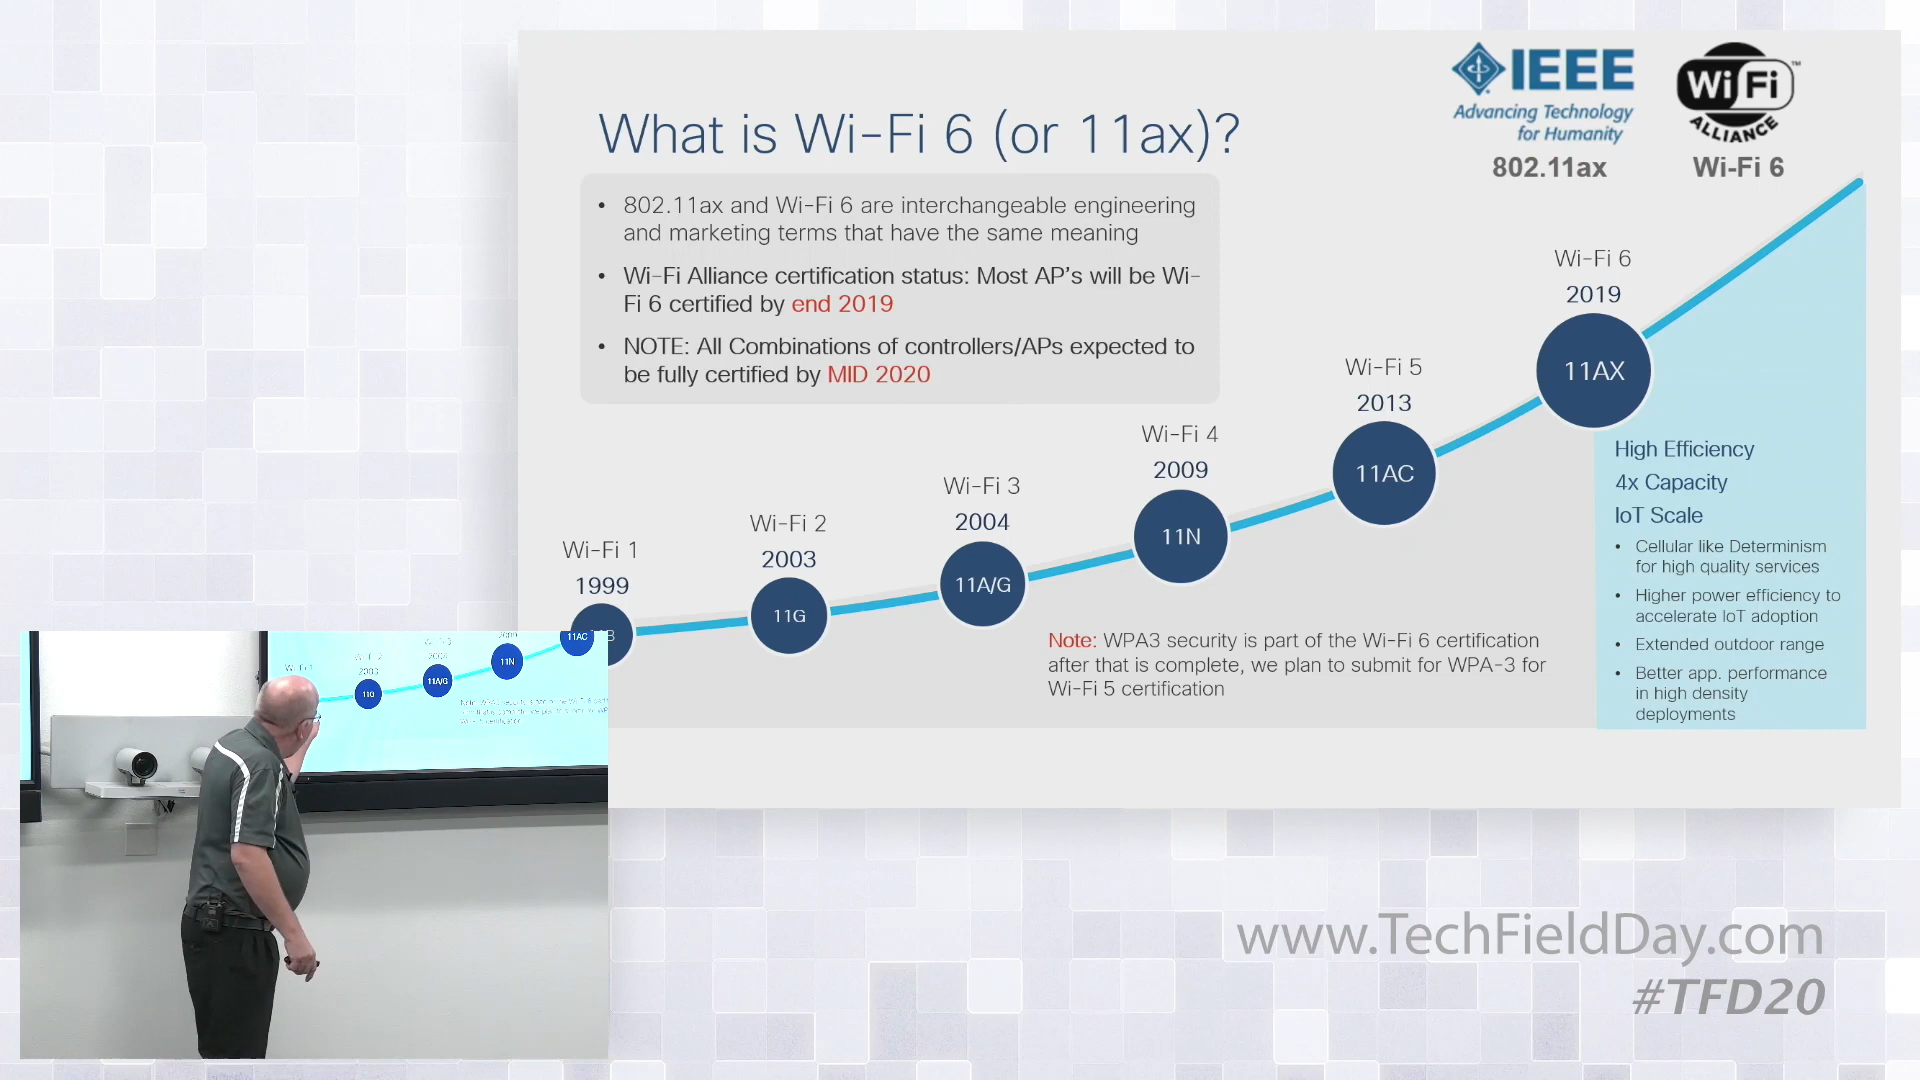 IEEE
Advancing Technology
for Humanity
802.11ax
Wi Fi
™
ALLIANCE
Wi-Fi 6
What is Wi-Fi 6 (or 11ax)?
• 802.11ax and Wi-Fi 6 are interchangeable engineering
and marketing terms that have the same meaning
• Wi-Fi Alliance certification status: Most AP's will be Wi-
Fi 6 certified by end 2019
• NOTE: All Combinations of controllers/APs expected to
be fully certified by MID 2020
Wi-Fi 1
1999
B
Wi-Fi 2
2003
11G
Wi-Fi 3
2004
11A/G
Wi-Fi 4
2009
11N
Wi-Fi 5
2013
11AC
Wi-Fi 6
2019
11AX
High Efficiency
4x Capacity
IoT Scale
• Cellular like Determinism
for high quality services
• Higher power efficiency to
accelerate IoT adoption
• Extended outdoor range
• Better app. performance
in high density
deployments
Note: WPA3 security is part of the Wi-Fi 6 certification
after that is complete, we plan to submit for WPA-3 for
Wi-Fi 5 certification
2003
11G
2004
11A/G
2009
11N
11AC
www.TechFieldDay.com
#TFD20